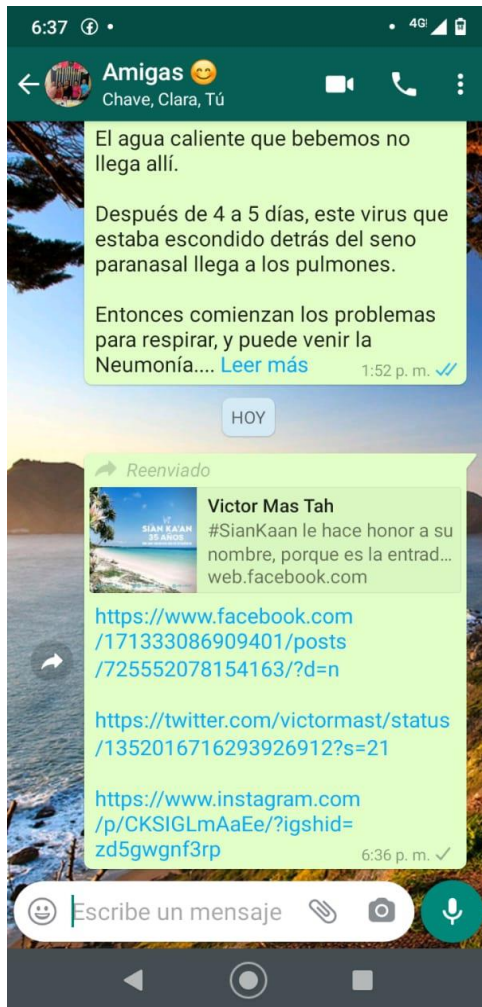 6:37
4G
Amigas 😊
Chave, Clara, Tú
El agua caliente que bebemos no
llega allí.
Después de 4 a 5 días, este virus que
estaba escondido detrás del seno
paranasal llega a los pulmones.
Entonces comienzan los problemas
para respirar, y puede venir la
Neumonía.... Leer más
1:52 p. m.
HOY
Reenviado
SIAN KA'AN
35 AÑOS
Victor Mas Tah
#SianKaan le hace honor a su
nombre, porque es la entrad...
web.facebook.com
https://www.facebook.com
/171333086909401/posts
/725552078154163/?d=n
https://twitter.com/victormast/status
/1352016716293926912?s=21
https://www.instagram.com
/p/CKSIGLmAaEe/?igshid=
zd5gwgnf3rp
6:36 p. m.
Escribe un mensaje